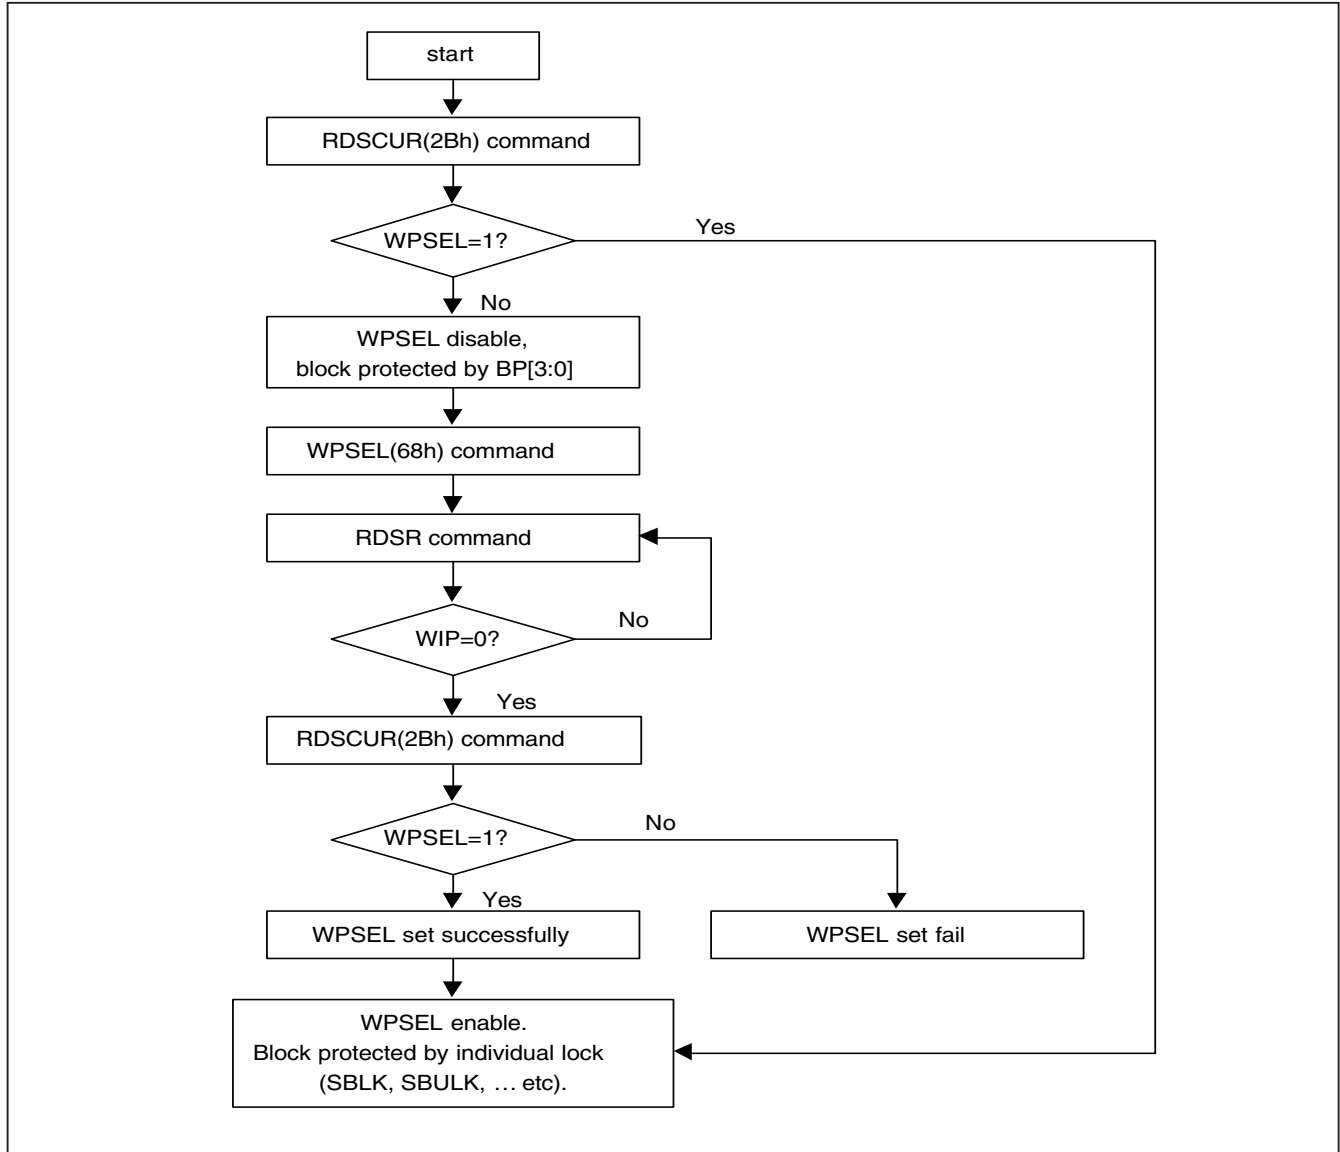 start
RDSCUR(2Bh) command
WPSEL=1?
Yes
No
WPSEL disable,
block protected by BP[3:0]
WPSEL(68h) command
RDSR command
WIP=0?
No
Yes
RDSCUR(2Bh) command
WPSEL=1?
No
Yes
WPSEL set successfully
WPSEL set fail
WPSEL enable.
Block protected by individual lock
(SBLK, SBULK, … etc).